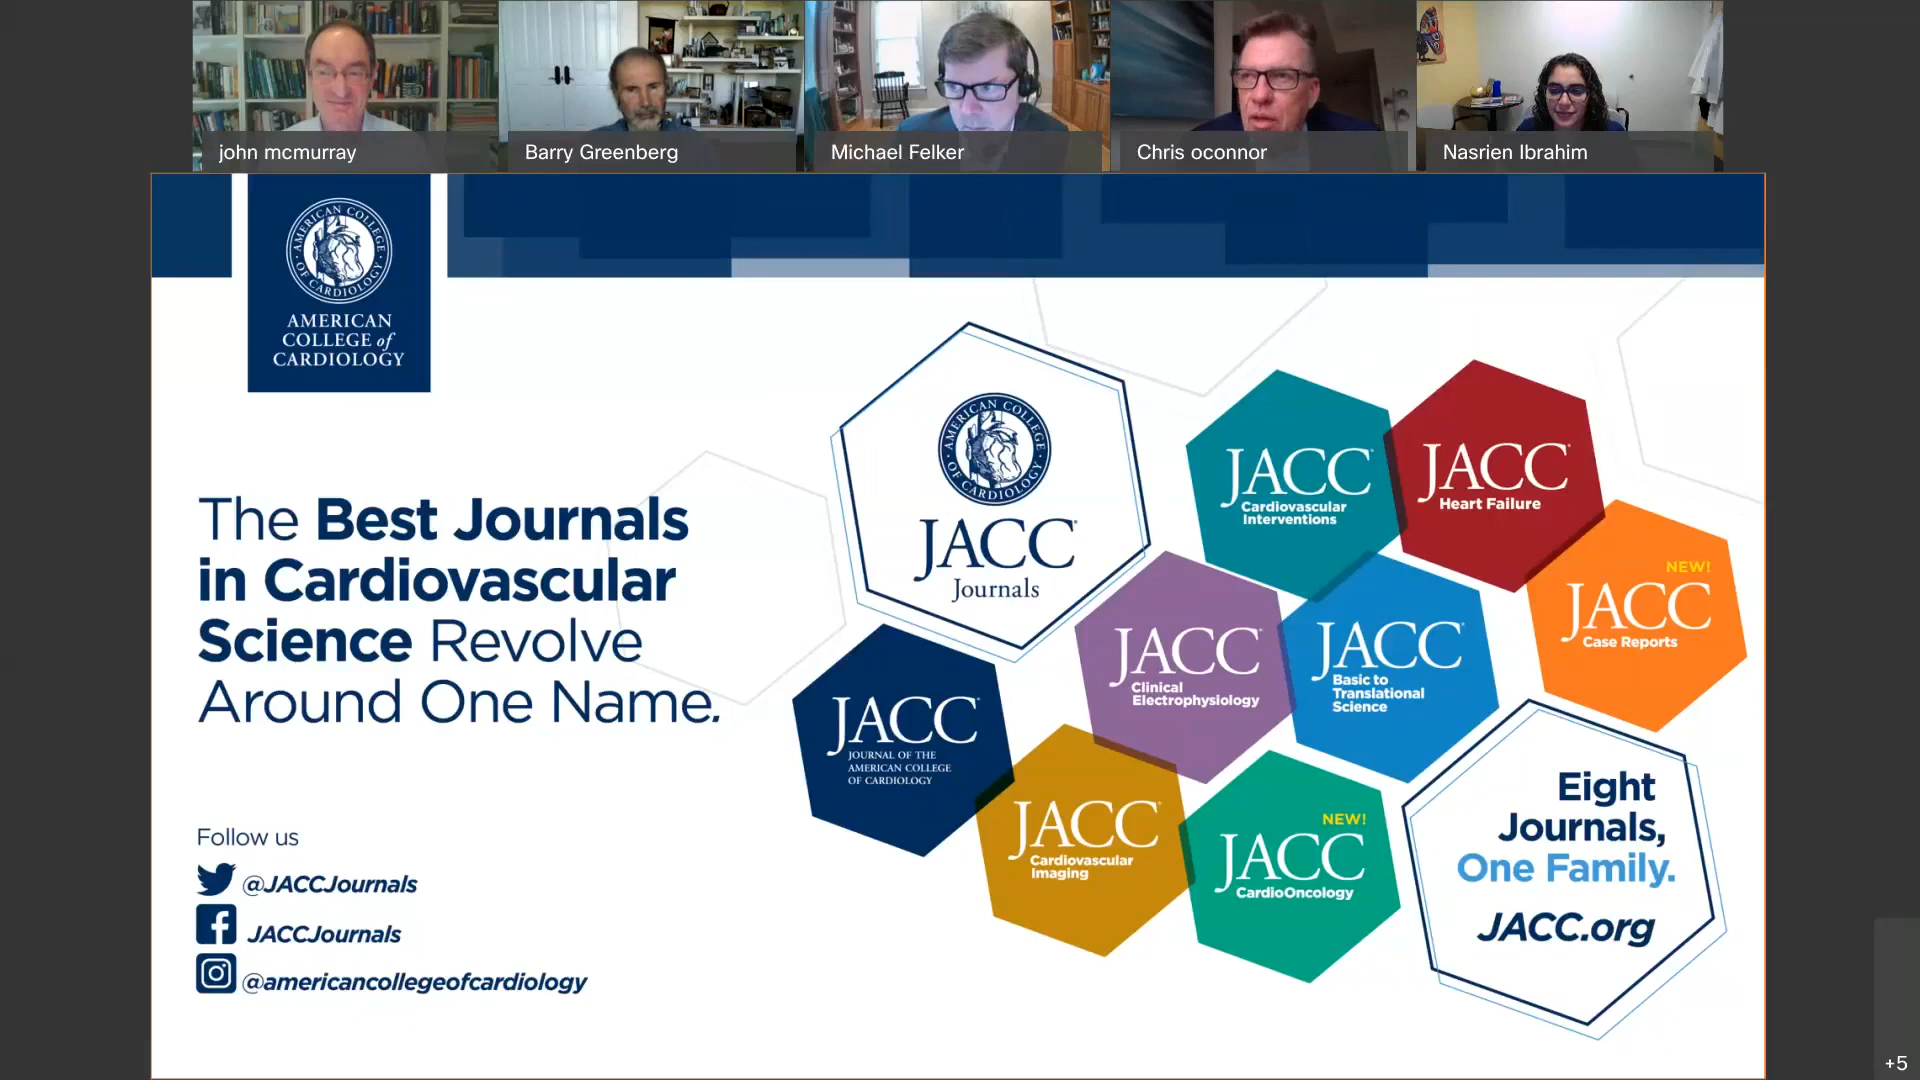 john mcmurray
Barry Greenberg
Michael Felker
Chris oconnor
Nasrien Ibrahim
AMERICAN COLLEGE OF CARDIOLOGY
AMERICAN
COLLEGE of
CARDIOLOGY
The Best Journals
in Cardiovascular
Science Revolve
Around One Name.
Follow us
@JACCJournals
JACCJournals
@americancollegeofcardiology
AMERICAN COLLEGE OF CARDIOLOGY
JACC
Journals
JACC
Cardiovascular
Interventions
JACC
Heart Failure
NEW!
JACC
Case Reports
JACC
Clinical
Electrophysiology
JACC
Basic to
Translational
Science
JACC
JOURNAL OF THE
AMERICAN COLLEGE
OF CARDIOLOGY
JACC
Cardiovascular
Imaging
NEW!
JACC
CardioOncology
Eight
Journals,
One Family.
JACC.org
+5